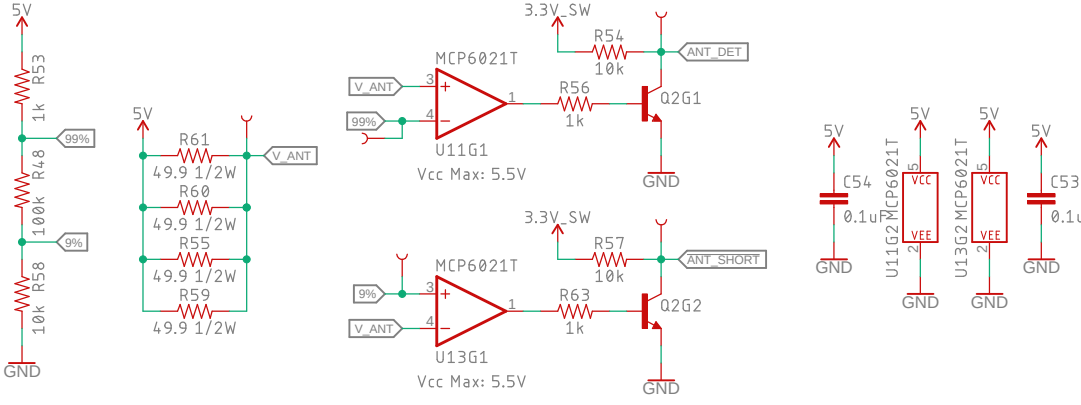 5V
R53
1k
99%
R48
100k
9%
R58
10k
GND
5V
R61
V_ANT
49.9 1/2W
R60
49.9 1/2W
R55
49.9 1/2W
R59
49.9 1/2W
3.3V_SW
R54
10k
ANT_DET
MCP6021T
V_ANT
3
+
99%
4
−
1
R56
1k
Q2G1
U11G1
Vcc Max: 5.5V
GND
3.3V_SW
R57
10k
ANT_SHORT
MCP6021T
9%
3
+
V_ANT
4
−
1
R63
1k
Q2G2
U13G1
Vcc Max: 5.5V
GND
5V
C54
0.1uF
GND
5V
U11G2
MCP6021T
5
VCC
VEE
2
GND
5V
U13G2
MCP6021T
5
VCC
VEE
2
GND
5V
C53
0.1u
GND